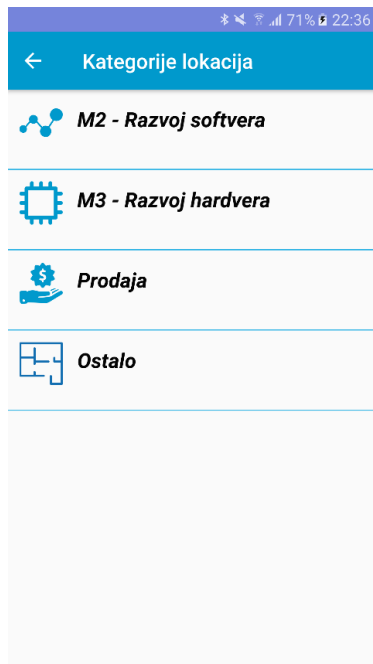 71% 22:36
Kategorije lokacija
M2 - Razvoj softvera
M3 - Razvoj hardvera
$
Prodaja
Ostalo